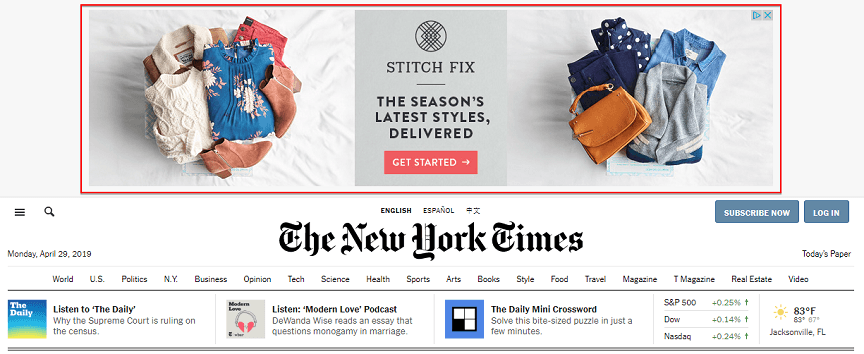 STITCH FIX
THE SEASON'S
LATEST STYLES,
DELIVERED
GET STARTED →
ENGLISH ESPAÑOL 中文
SUBSCRIBE NOW LOG IN
The New York Times
Monday, April 29, 2019
Today's Paper
World U.S. Politics N.Y. Business Opinion Tech Science Health Sports Arts Books Style Food Travel Magazine T Magazine Real Estate Video
The
Daily
Listen to 'The Daily'
Why the Supreme Court is ruling on
the census.
Modern
Love
Listen: 'Modern Love' Podcast
DeWanda Wise reads an essay that
questions monogamy in marriage.
The Daily Mini Crossword
Solve this bite-sized puzzle in just a
few minutes.
S&P 500 +0.25% ↑
Dow +0.14% ↑
Nasdaq +0.24% ↑
83°F
83° 67°
Jacksonville, FL